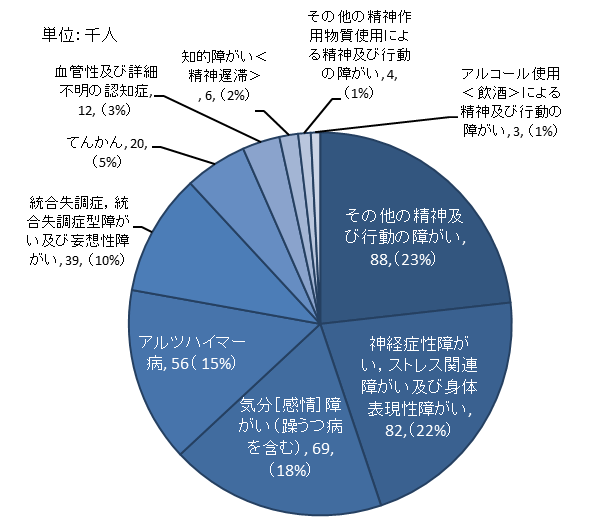 単位：千人
その他の精神作
用物質使用によ
る精神及び行動
の障がい, 4,
（1%）
知的障がい＜
精神遅滞＞
, 6,（2%）
血管性及び詳細
不明の認知症,
12,（3%）
アルコール使用
＜飲酒＞による
精神及び行動の
障がい, 3,（1%）
てんかん, 20,
（5%）
統合失調症，統
合失調症型障が
い及び妄想性障
がい, 39,（10%）
その他の精神及
び行動の障がい,
88,（23%）
アルツハイマー
病, 56（ 15%）
神経症性障が
い，ストレス関連
障がい及び身体
表現性障がい,
82,（22%）
気分［感情］障
がい（躁うつ病
を含む）, 69,
（18%）